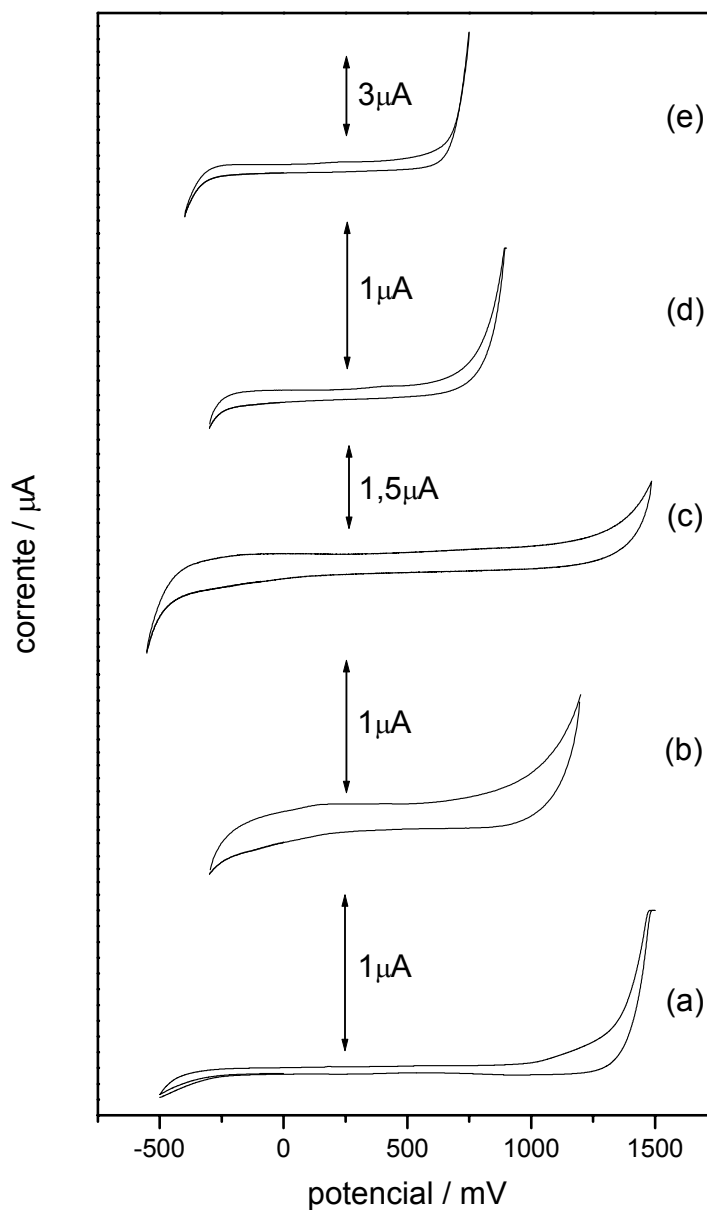 3μA
(e)
1μA
(d)
1,5μA
(c)
corrente / μA
1μA
(b)
1μA
(a)
-500 0 500 1000 1500
potencial / mV